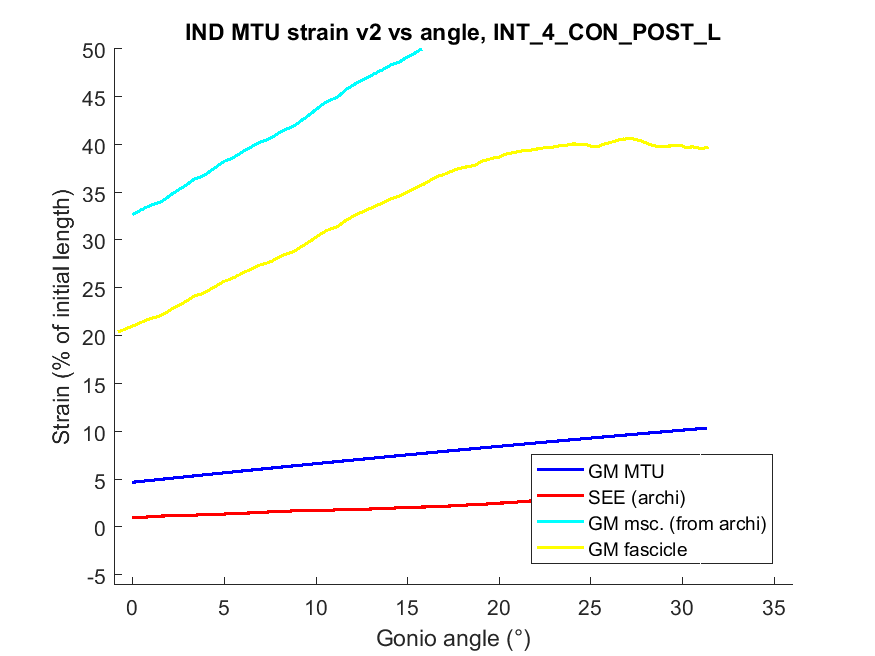 IND MTU strain v2 vs angle, INT_4_CON_POST_L
Strain (% of initial length)
50
45
40
35
30
25
20
15
10
5
0
-5
GM MTU
SEE (archi)
GM msc. (from archi)
GM fascicle
0 5 10 15 20 25 30 35
Gonio angle (°)